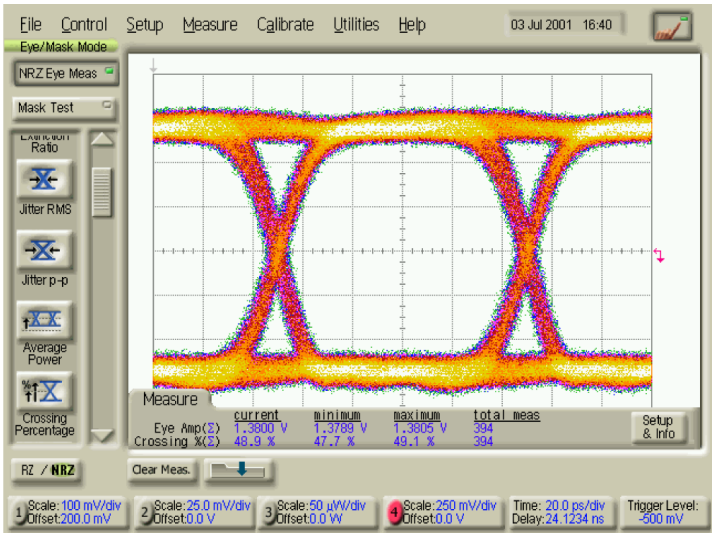 File Control Setup Measure Calibrate Utilities Help 03 Jul 2001 16:40
Eye/Mask Mode
NRZ Eye Meas
Mask Test
Extinction
Ratio
Jitter RMS
Jitter p-p
Average
Power
Crossing
Percentage
Measure
current minimum maximum total meas
Eye Amp(Σ) 1.3800 V 1.3789 V 1.3805 V 394
Crossing %(Σ) 48.9 % 47.7 % 49.1 % 394
Setup
& Info
RZ / NRZ
Clear Meas.
1 Scale: 100 mV/div
Offset:200.0 mV
2 Scale:25.0 mV/div
Offset:0.0 V
3 Scale:50 µW/div
Offset:0.0 W
4 Scale:250 mV/div
Offset:0.0 V
Time: 20.0 ps/div
Delay:24.1234 ns
Trigger Level:
-500 mV